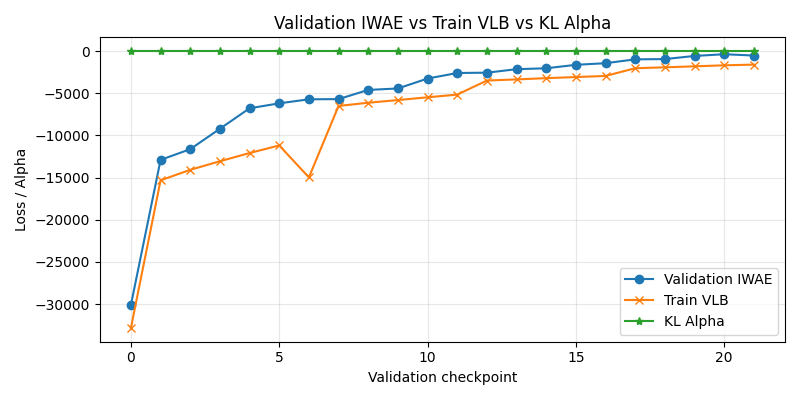 Validation IWAE vs Train VLB vs KL Alpha
Loss / Alpha
0
−5000
−10000
−15000
−20000
−25000
−30000
0
5
10
15
20
Validation checkpoint
Validation IWAE
Train VLB
KL Alpha